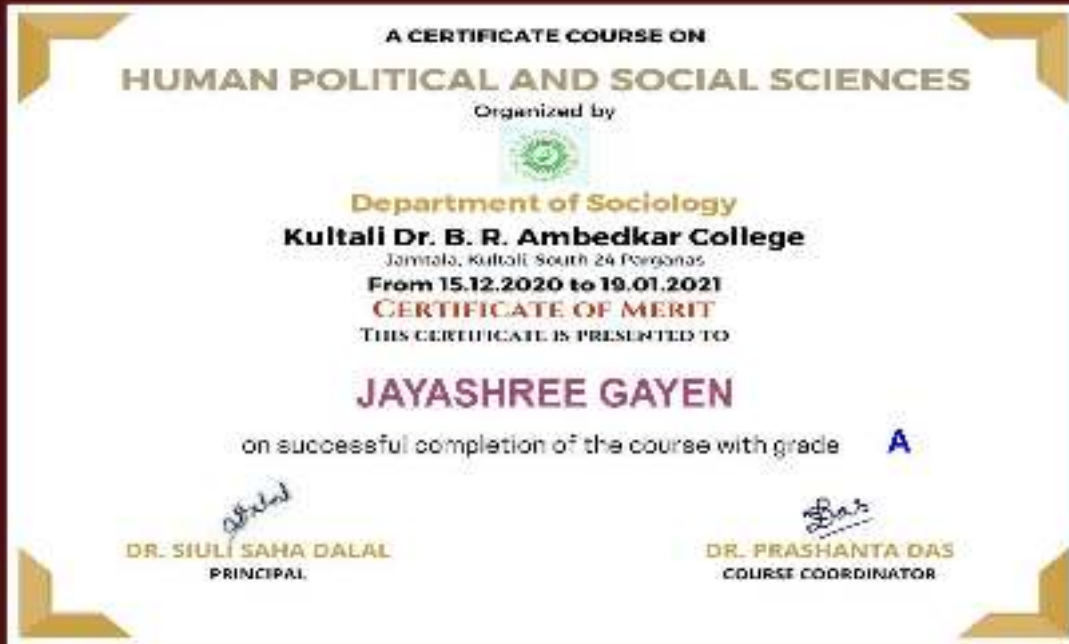 A CERTIFICATE COURSE ON
HUMAN POLITICAL AND SOCIAL SCIENCES
Organized by
Department of Sociology
Kultali Dr. B. R. Ambedkar College
Jamtala, Kultali, South 24 Parganas
From 15.12.2020 to 19.01.2021
CERTIFICATE OF MERIT
THIS CERTIFICATE IS PRESENTED TO
JAYASHREE GAYEN
on successful completion of the course with grade A
DR. SIULI SAHA DALAL
PRINCIPAL
DR. PRASHANTA DAS
COURSE COORDINATOR